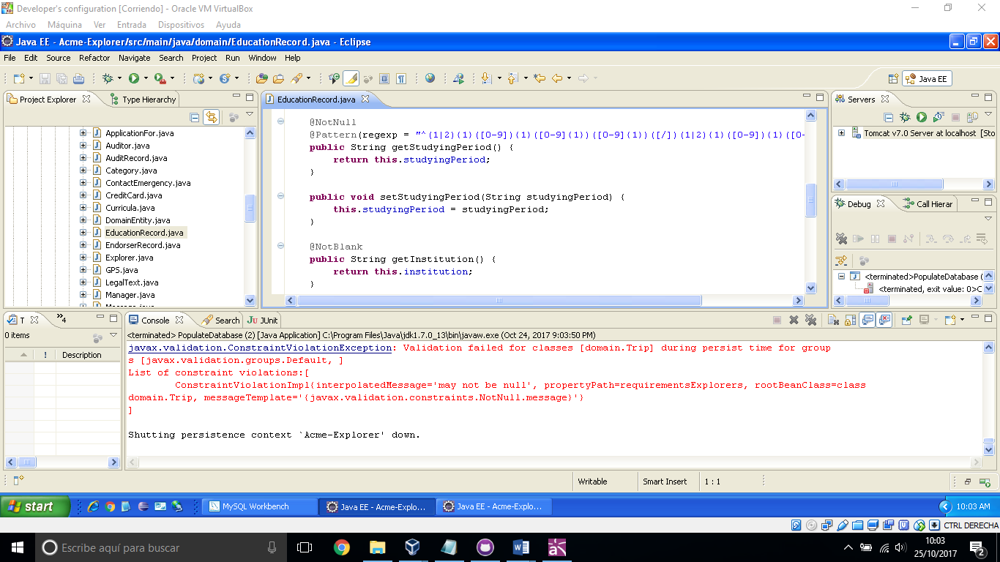 Developer's configuration [Corriendo] - Oracle VM VirtualBox
Archivo Máquina Ver Entrada Dispositivos Ayuda
Java EE - Acme-Explorer/src/main/java/domain/EducationRecord.java - Eclipse
File Edit Source Refactor Navigate Search Project Run Window Help
Java EE
Project Explorer
Type Hierarchy
ApplicationFor.java
Auditor.java
AuditRecord.java
Category.java
ContactEmergency.java
CreditCard.java
Curricula.java
DomainEntity.java
EducationRecord.java
EndorserRecord.java
Explorer.java
GPS.java
LegalText.java
Manager.java
EducationRecord.java
@NotNull
@Pattern(regexp = "^(1|2){1}([0-9]){1}([0-9]{1})([0-9]{1})([/])(1|2){1}([0-9]){1}([0-
public String getStudyingPeriod() {
return this.studyingPeriod;
}
public void setStudyingPeriod(String studyingPeriod) {
this.studyingPeriod = studyingPeriod;
}
@NotBlank
public String getInstitution() {
return this.institution;
}
Servers
Tomcat v7.0 Server at localhost [Sto
Debug
Call Hierar
<terminated>PopulateDatabase (
<terminated, exit value: 0>C
T
4
0 items
! Description
Console Search JUnit
<terminated> PopulateDatabase (2) [Java Application] C:\Program Files\Java\jdk1.7.0_13\bin\javaw.exe (Oct 24, 2017 9:03:50 PM)
javax.validation.ConstraintViolationException: Validation failed for classes [domain.Trip] during persist time for group
s [javax.validation.groups.Default, ]
List of constraint violations:[
ConstraintViolationImpl{interpolatedMessage='may not be null', propertyPath=requirementsExplorers, rootBeanClass=class
domain.Trip, messageTemplate='{javax.validation.constraints.NotNull.message}'}
]
Shutting persistence context `Acme-Explorer' down.
Writable Smart Insert 1 : 1
start
MySQL Workbench
Java EE - Acme-Explo...
Java EE - Acme-Explo...
10:03 AM
CTRL DERECHA
Escribe aquí para buscar
10:03
25/10/2017
2